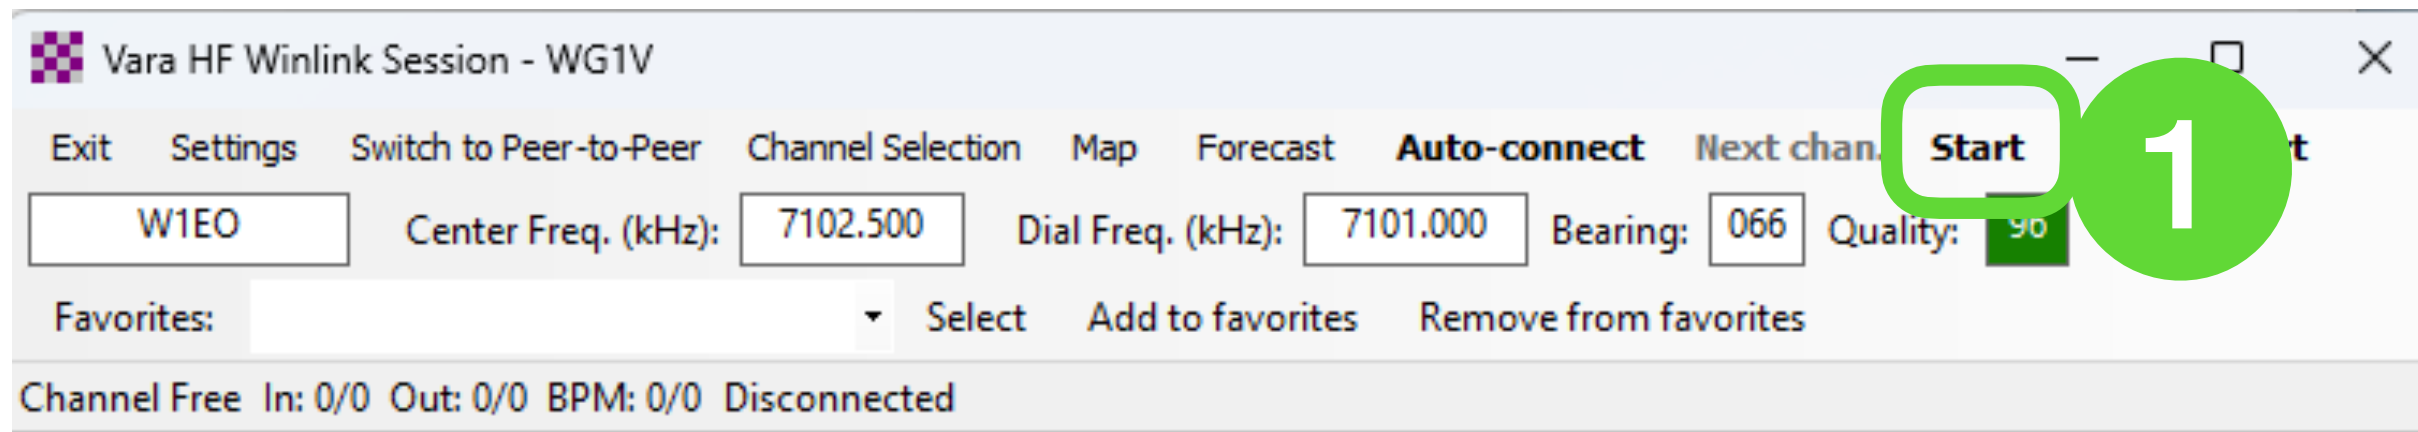 Vara HF Winlink Session - WG1V
Exit Settings Switch to Peer-to-Peer Channel Selection Map Forecast Auto-connect Next chan. Start 1
W1EO Center Freq. (kHz): 7102.500 Dial Freq. (kHz): 7101.000 Bearing: 066 Quality: 96
Favorites: Select Add to favorites Remove from favorites
Channel Free In: 0/0 Out: 0/0 BPM: 0/0 Disconnected